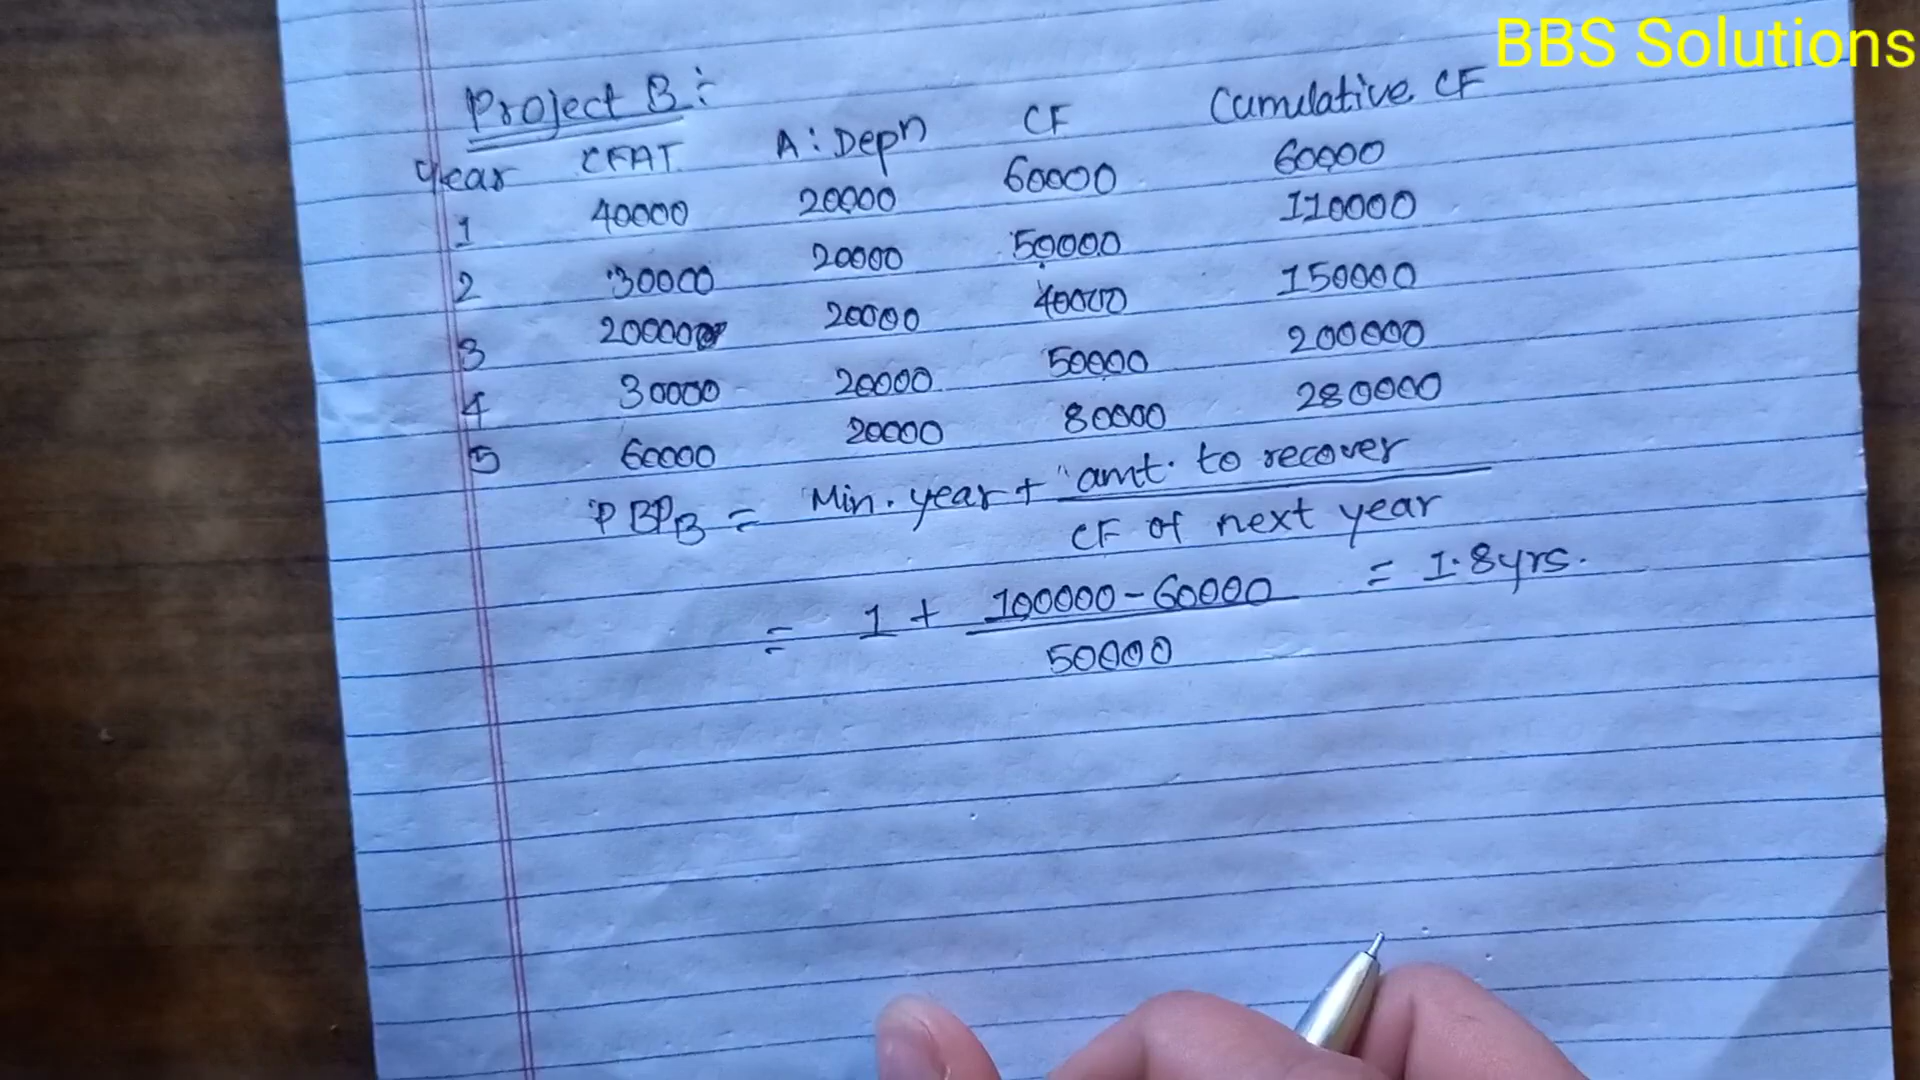 BBS Solutions
Project B :-
Year CFAT A: Depn CF Cumulative CF
1 40000 20000 60000 60000
2 30000 20000 50000 110000
3 20000 20000 40000 150000
4 30000 20000 50000 200000
5 60000 20000 80000 280000
PBPB = Min. year + amt. to recover
CF of next year
= 1 + 100000 - 60000 = 1.8yrs.
50000